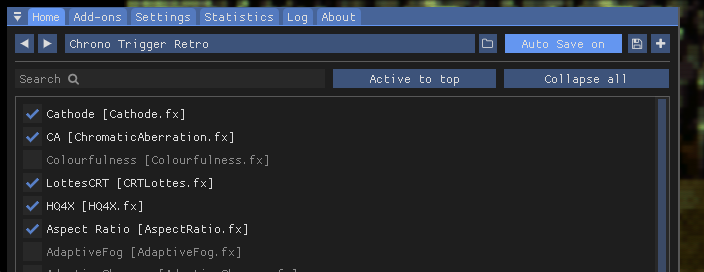 Home Add-ons Settings Statistics Log About
Chrono Trigger Retro Auto Save on
Search Active to top Collapse all
Cathode [Cathode.fx]
CA [ChromaticAberration.fx]
Colourfulness [Colourfulness.fx]
LottesCRT [CRTLottes.fx]
HQ4X [HQ4X.fx]
Aspect Ratio [AspectRatio.fx]
AdaptiveFog [AdaptiveFog.fx]